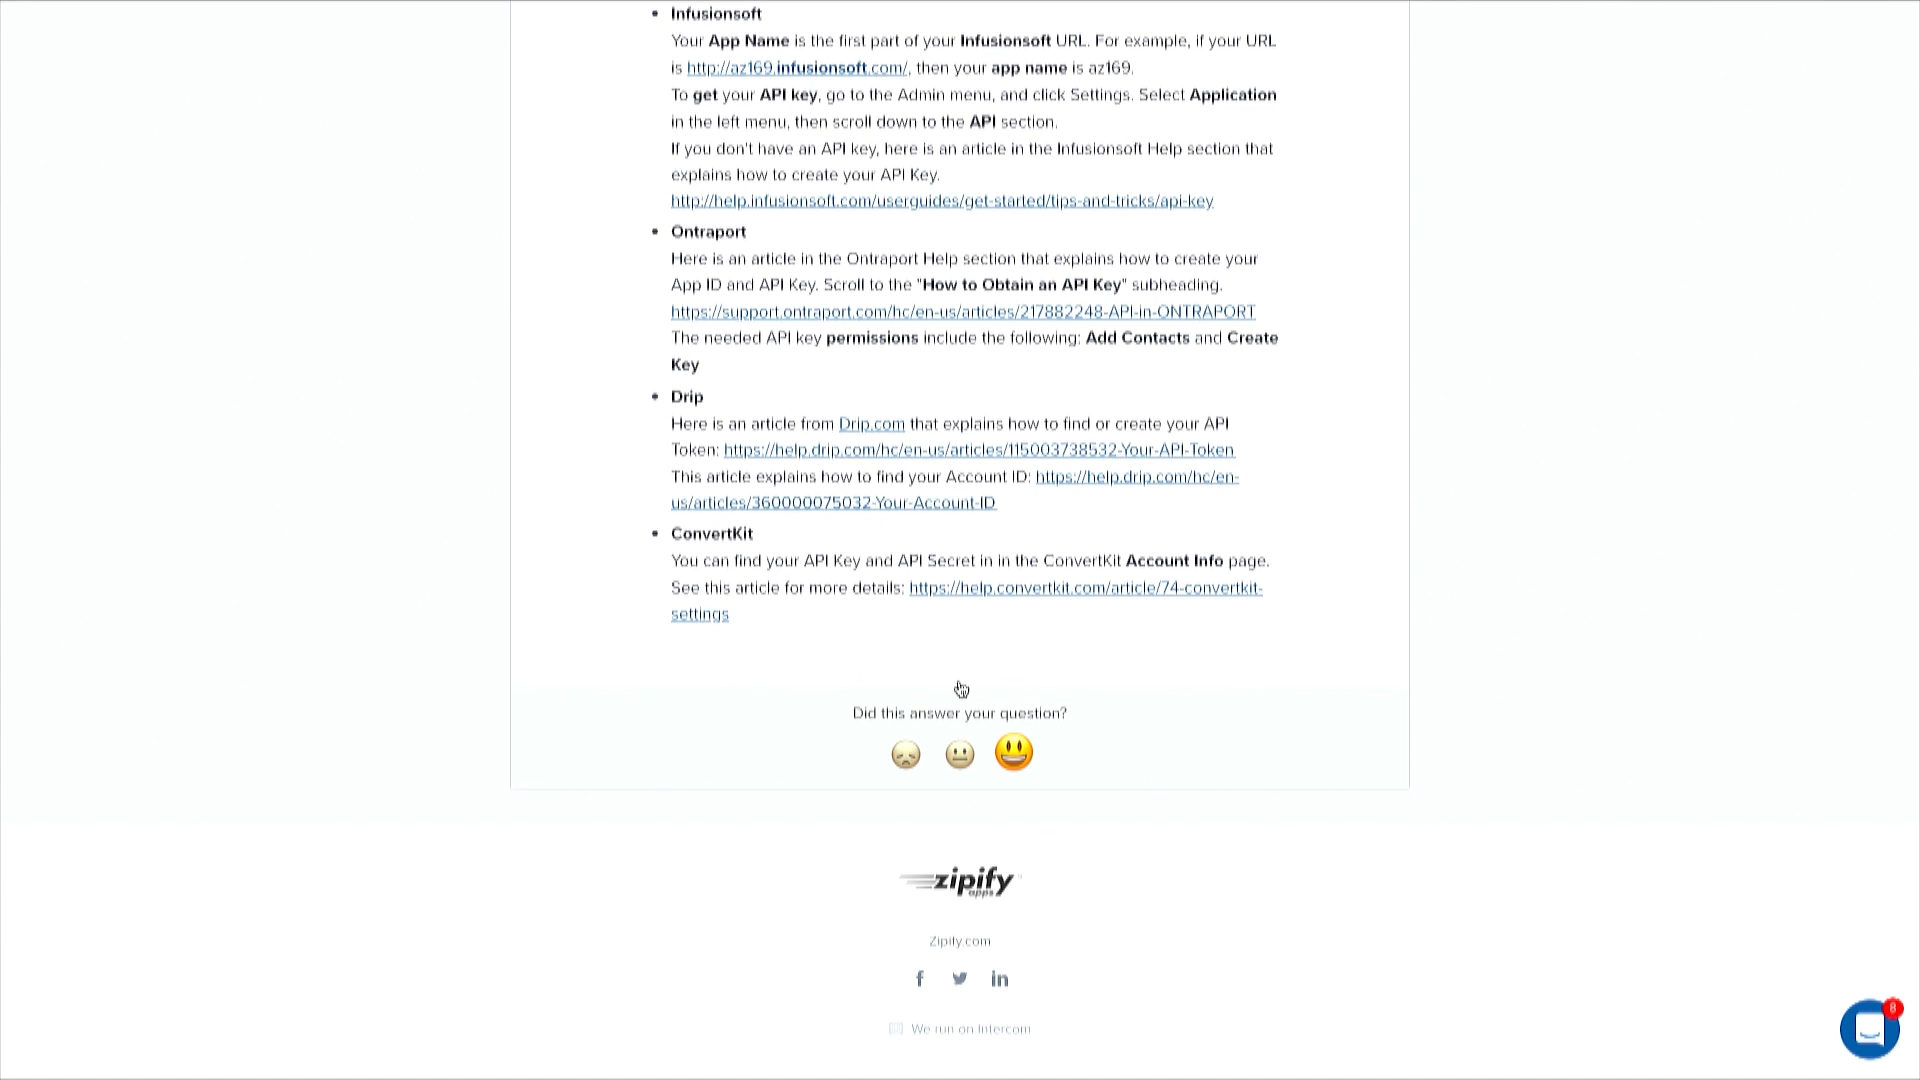 Infusionsoft
Your App Name is the first part of your Infusionsoft URL. For example, if your URL
is http://az169.infusionsoft.com/, then your app name is az169.
To get your API key, go to the Admin menu, and click Settings. Select Application
in the left menu, then scroll down to the API section.
If you don't have an API key, here is an article in the Infusionsoft Help section that
explains how to create your API Key.
http://help.infusionsoft.com/userguides/get-started/tips-and-tricks/api-key
Ontraport
Here is an article in the Ontraport Help section that explains how to create your
App ID and API Key. Scroll to the "How to Obtain an API Key" subheading.
https://support.ontraport.com/hc/en-us/articles/217882248-API-in-ONTRAPORT
The needed API key permissions include the following: Add Contacts and Create
Key
Drip
Here is an article from Drip.com that explains how to find or create your API
Token: https://help.drip.com/hc/en-us/articles/115003738532-Your-API-Token
This article explains how to find your Account ID: https://help.drip.com/hc/en-
us/articles/360000075032-Your-Account-ID
ConvertKit
You can find your API Key and API Secret in in the ConvertKit Account Info page.
See this article for more details: https://help.convertkit.com/article/74-convertkit-
settings
Did this answer your question?
zipify
apps
Zipify.com
We run on Intercom
8